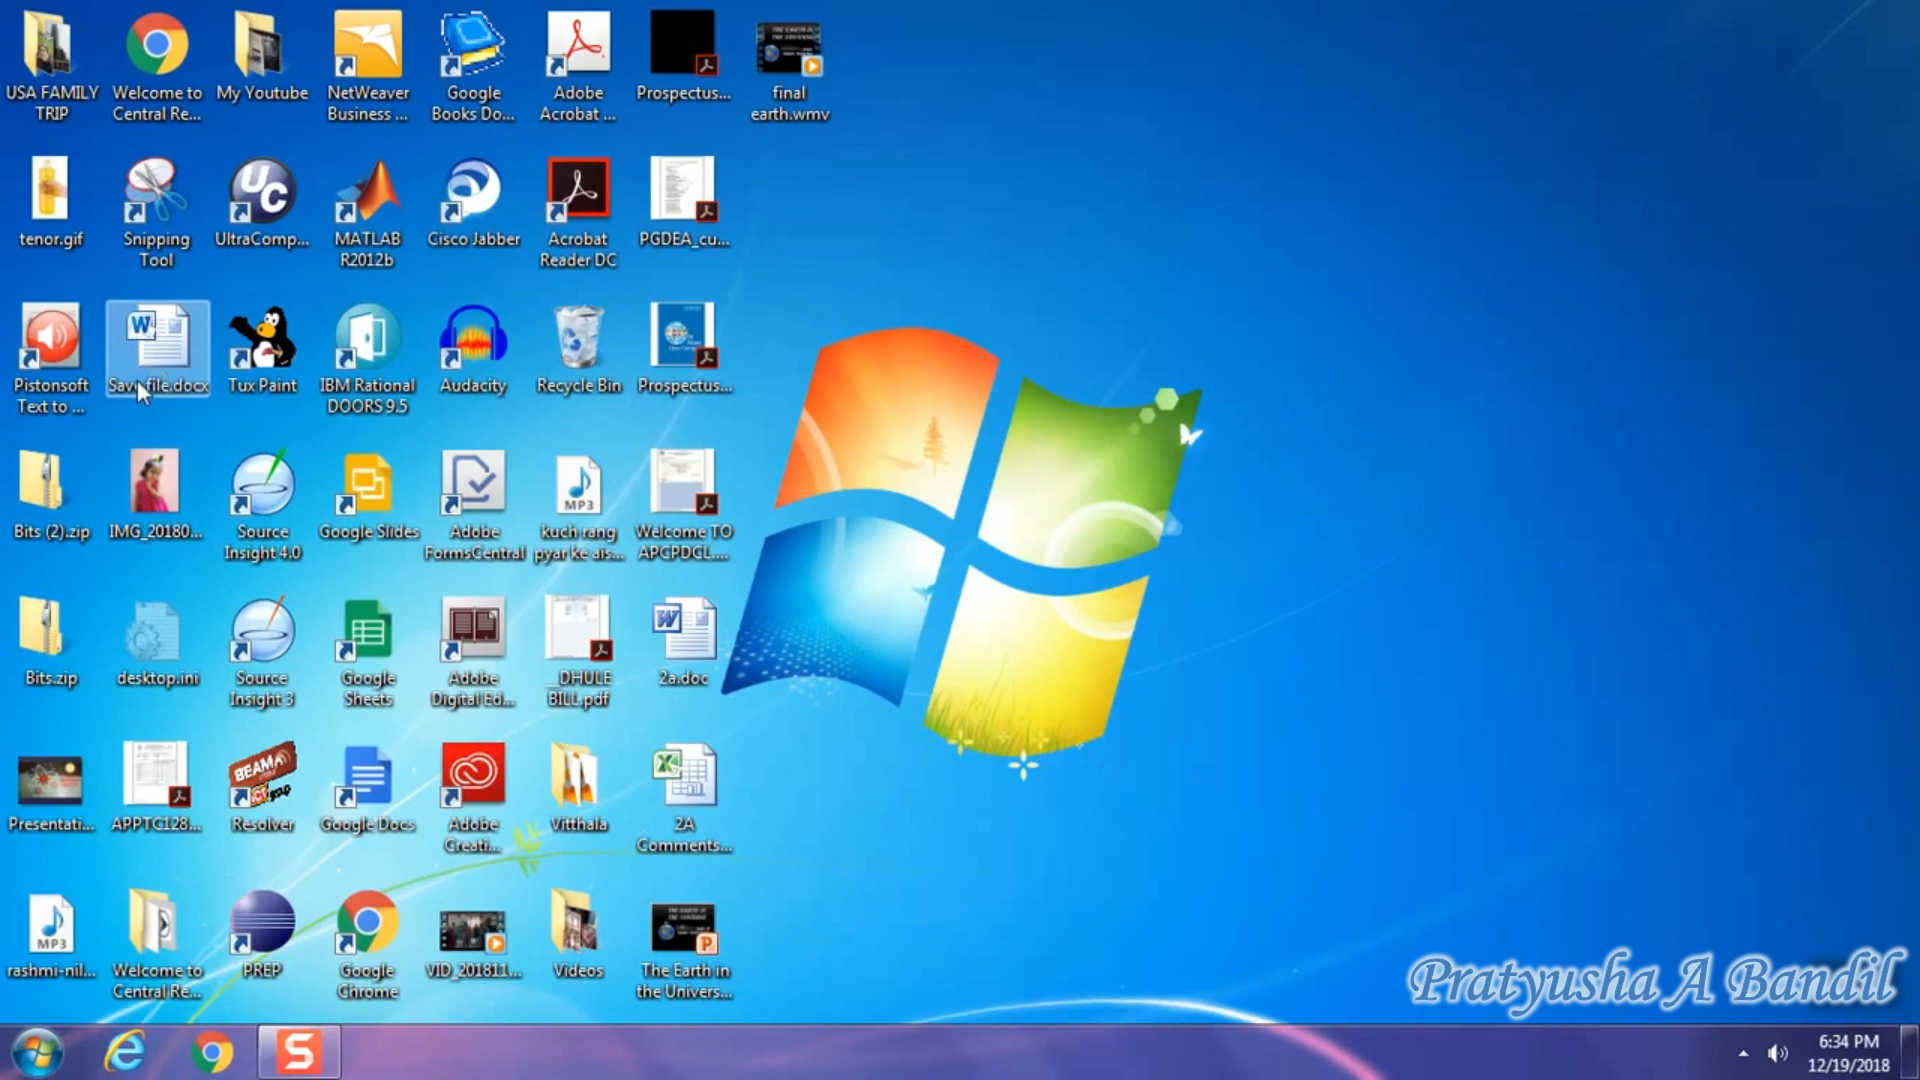 USA FAMILY
TRIP
Welcome to
Central Re...
My Youtube
NetWeaver
Business ...
Google
Books Do...
Adobe
Acrobat ...
Prospectus...
final
earth.wmv
tenor.gif
Snipping
Tool
UC
UltraComp...
MATLAB
R2012b
Cisco Jabber
Acrobat
Reader DC
PGDEA_cu...
Pistonsoft
Text to ...
W
file.docx
Tux Paint
IBM Rational
DOORS 9.5
Audacity
Recycle Bin
Prospectus...
Bits (2).zip
IMG_20180...
Source
Insight 4.0
Google Slides
Adobe
FormsCentral
MP3
kuch rang
pyar ke ais...
Welcome TO
APCPDCL....
Bits.zip
desktop.ini
Source
Insight 3
Google
Sheets
Adobe
Digital Ed...
__DHULE
BILL.pdf
W
2a.doc
Presentati...
APPTC128...
BEAMA
Resolver
Google Docs
Adobe
Creati...
Vitthala
X
2A
Comments...
MP3
rashmi-nil...
Welcome to
Central Re...
PREP
Google
Chrome
VID_201811...
Videos
P
The Earth in
the Univers...
Pratyusha A Bandil
S
6:34 PM
12/19/2018